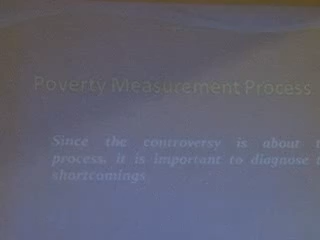 Poverty Measurement Process
Since the controversy is about
process, it is important to diagnose
shortcomings